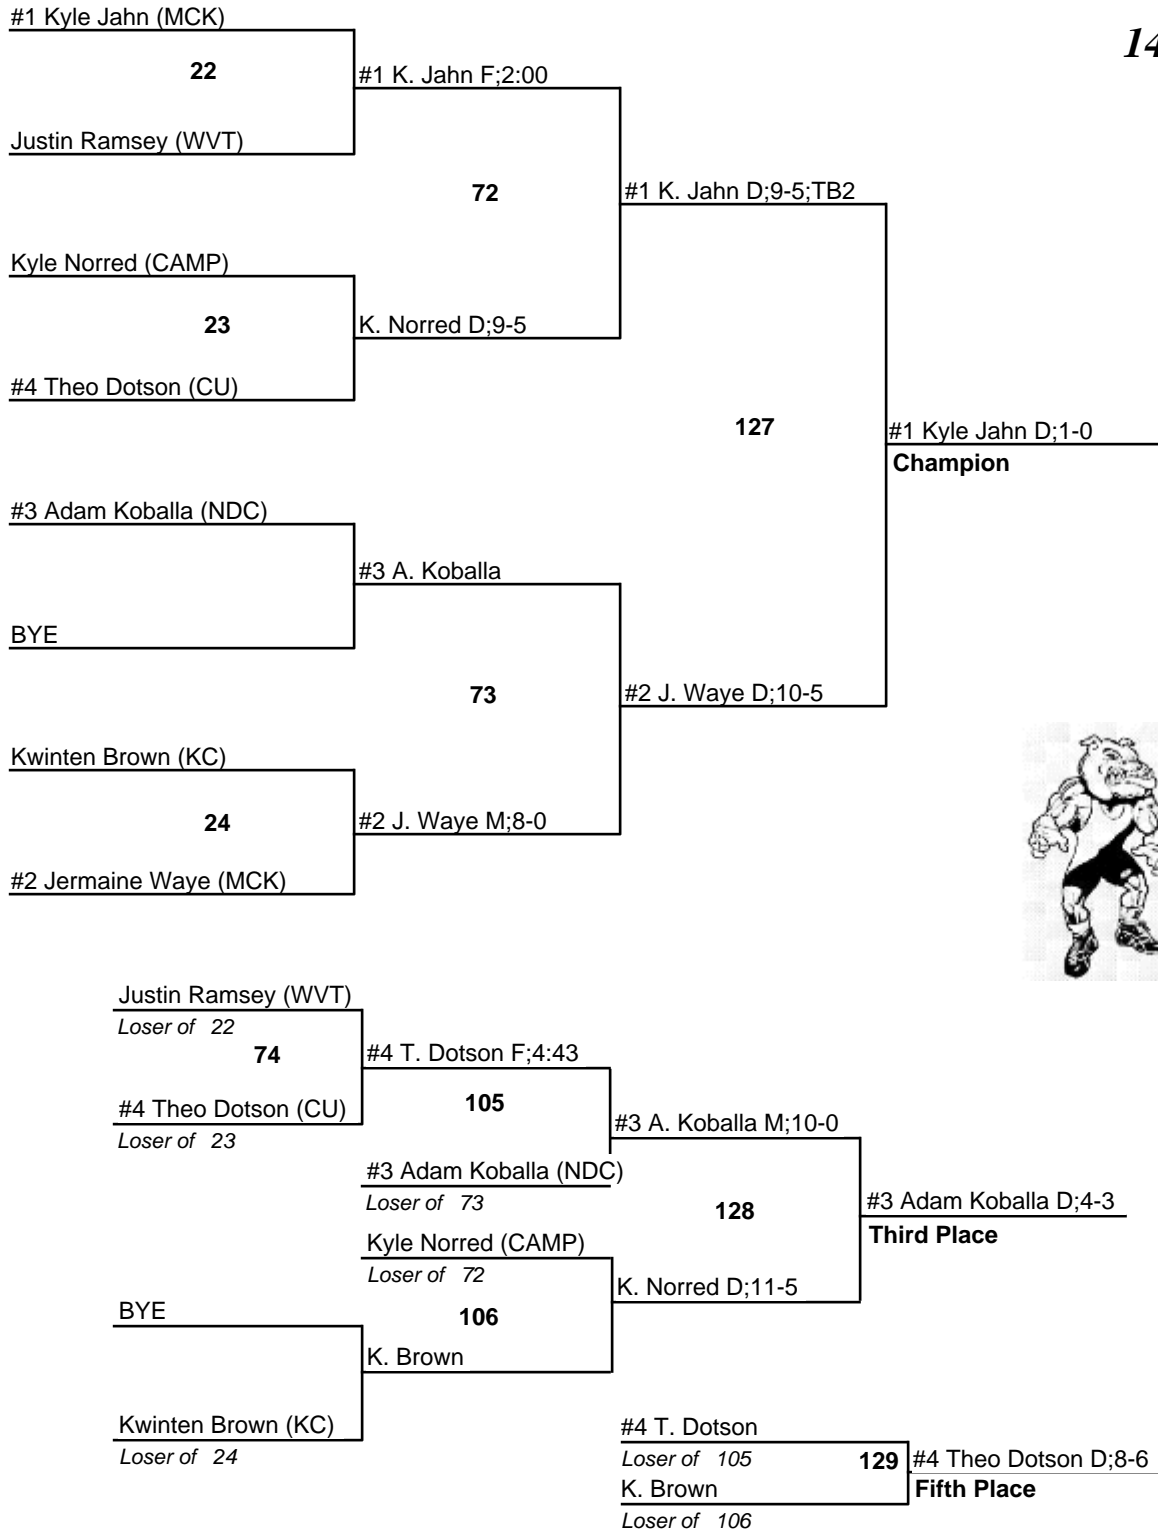 #1 Kyle Jahn (MCK)
14
22
#1 K. Jahn F;2:00
Justin Ramsey (WVT)
72
#1 K. Jahn D;9-5;TB2
Kyle Norred (CAMP)
23
K. Norred D;9-5
#4 Theo Dotson (CU)
127
#1 Kyle Jahn D;1-0
Champion
#3 Adam Koballa (NDC)
#3 A. Koballa
BYE
73
#2 J. Waye D;10-5
Kwinten Brown (KC)
24
#2 J. Waye M;8-0
#2 Jermaine Waye (MCK)
Justin Ramsey (WVT)
Loser of 22
74
#4 T. Dotson F;4:43
#4 Theo Dotson (CU)
Loser of 23
105
#3 A. Koballa M;10-0
#3 Adam Koballa (NDC)
Loser of 73
128
#3 Adam Koballa D;4-3
Third Place
Kyle Norred (CAMP)
Loser of 72
K. Norred D;11-5
BYE
106
K. Brown
Kwinten Brown (KC)
Loser of 24
#4 T. Dotson
Loser of 105
129
#4 Theo Dotson D;8-6
K. Brown
Fifth Place
Loser of 106